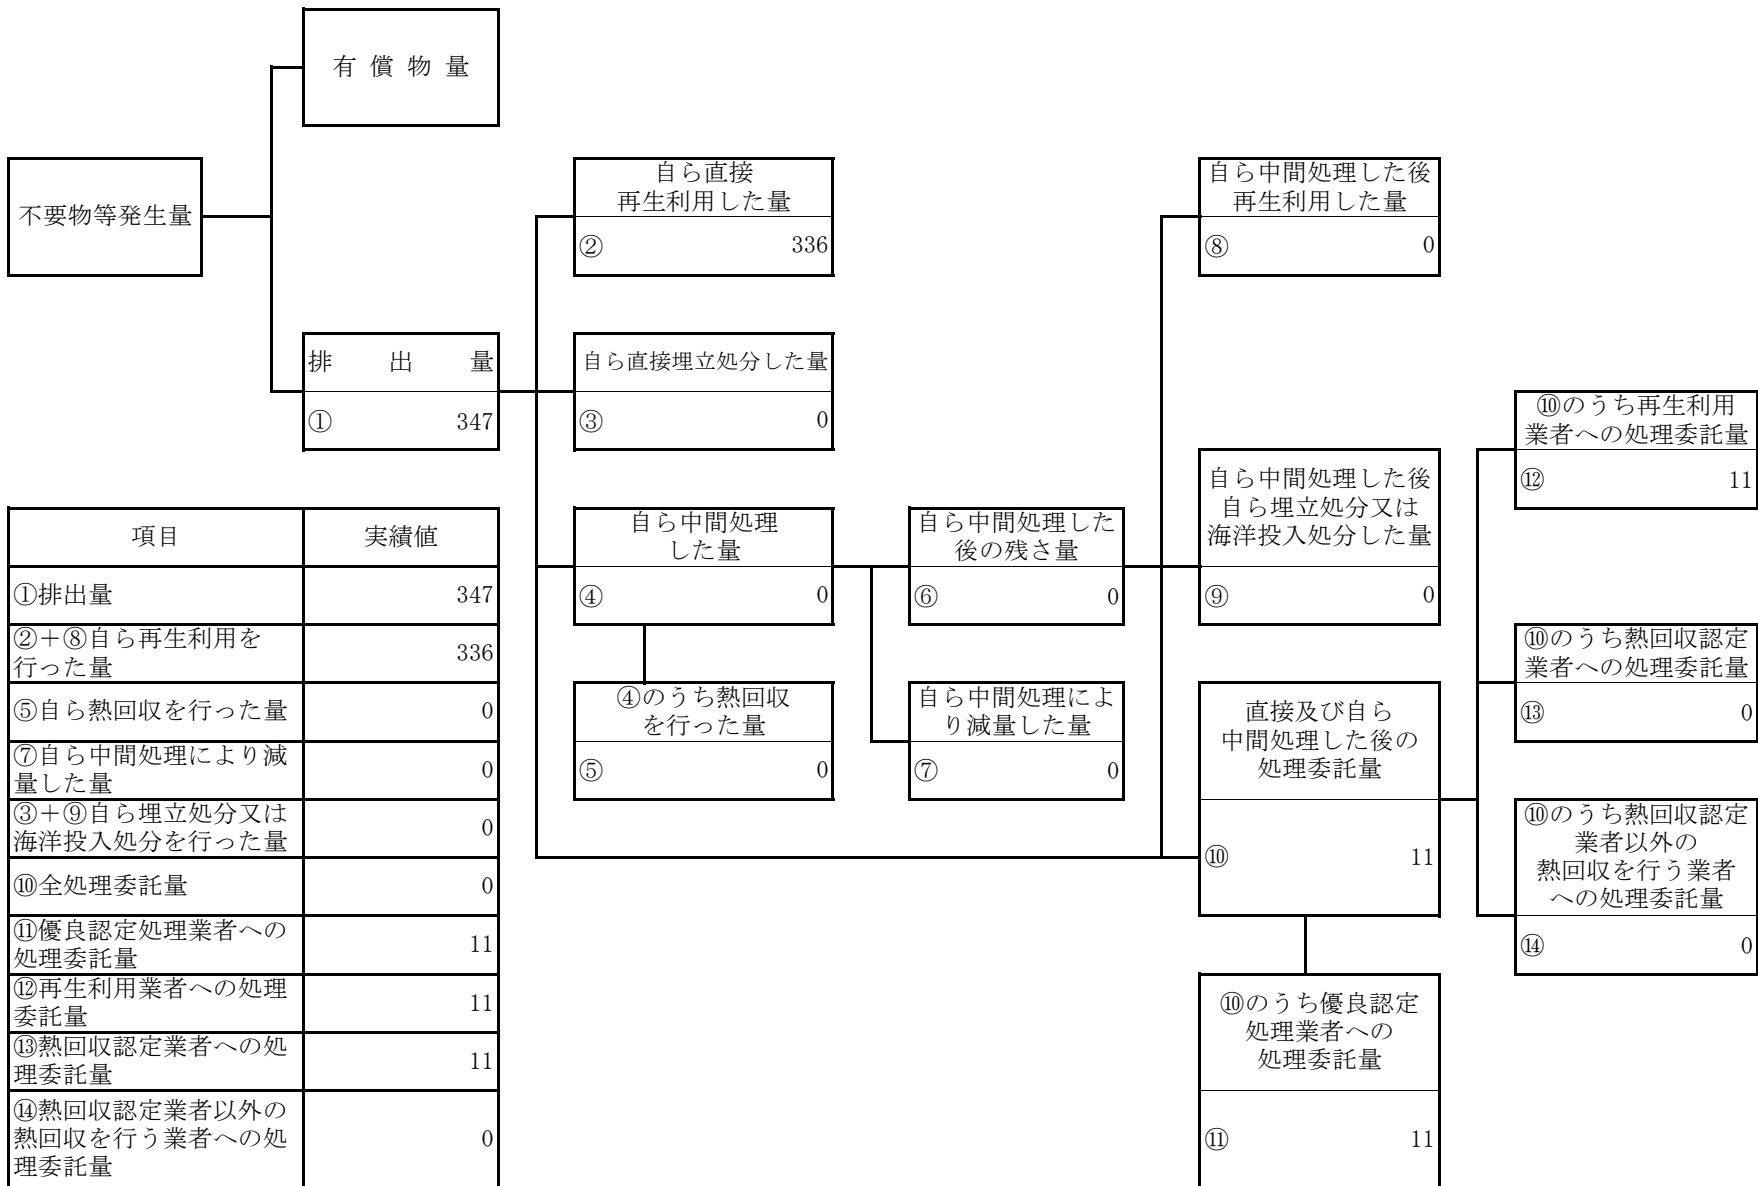 有 償 物 量
不要物等発生量
自ら直接
再生利用した量
② 336
自ら中間処理した後
再生利用した量
⑧ 0
排 出 量
① 347
自ら直接埋立処分した量
③ 0
⑩のうち再生利用
業者への処理委託量
⑫ 11
自ら中間処理した後
自ら埋立処分又は
海洋投入処分した量
⑨ 0
自ら中間処理
した量
④ 0
自ら中間処理した
後の残さ量
⑥ 0
⑩のうち熱回収認定
業者への処理委託量
⑬ 0
④のうち熱回収
を行った量
⑤ 0
自ら中間処理によ
り減量した量
⑦ 0
直接及び自ら
中間処理した後の
処理委託量
⑩ 11
⑩のうち熱回収認定
業者以外の
熱回収を行う業者
への処理委託量
⑭ 0
⑩のうち優良認定
処理業者への
処理委託量
⑪ 11
項目 実績値
①排出量 347
②＋⑧自ら再生利用を
行った量 336
⑤自ら熱回収を行った量 0
⑦自ら中間処理により減
量した量 0
③＋⑨自ら埋立処分又は
海洋投入処分を行った量 0
⑩全処理委託量 0
⑪優良認定処理業者への
処理委託量 11
⑫再生利用業者への処理
委託量 11
⑬熱回収認定業者への処
理委託量 11
⑭熱回収認定業者以外の
熱回収を行う業者への処
理委託量 0